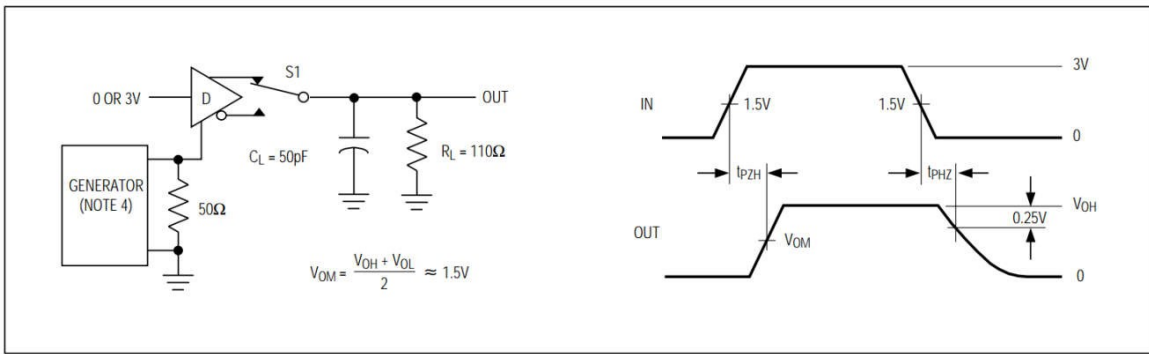 0 OR 3V
D
S1
OUT
C_L = 50pF
R_L = 110Ω
GENERATOR
(NOTE 4)
50Ω
V_OM = (V_OH + V_OL) / 2 ≈ 1.5V
IN
1.5V
1.5V
3V
0
t_PZH
t_PHZ
OUT
V_OM
V_OH
0.25V
0